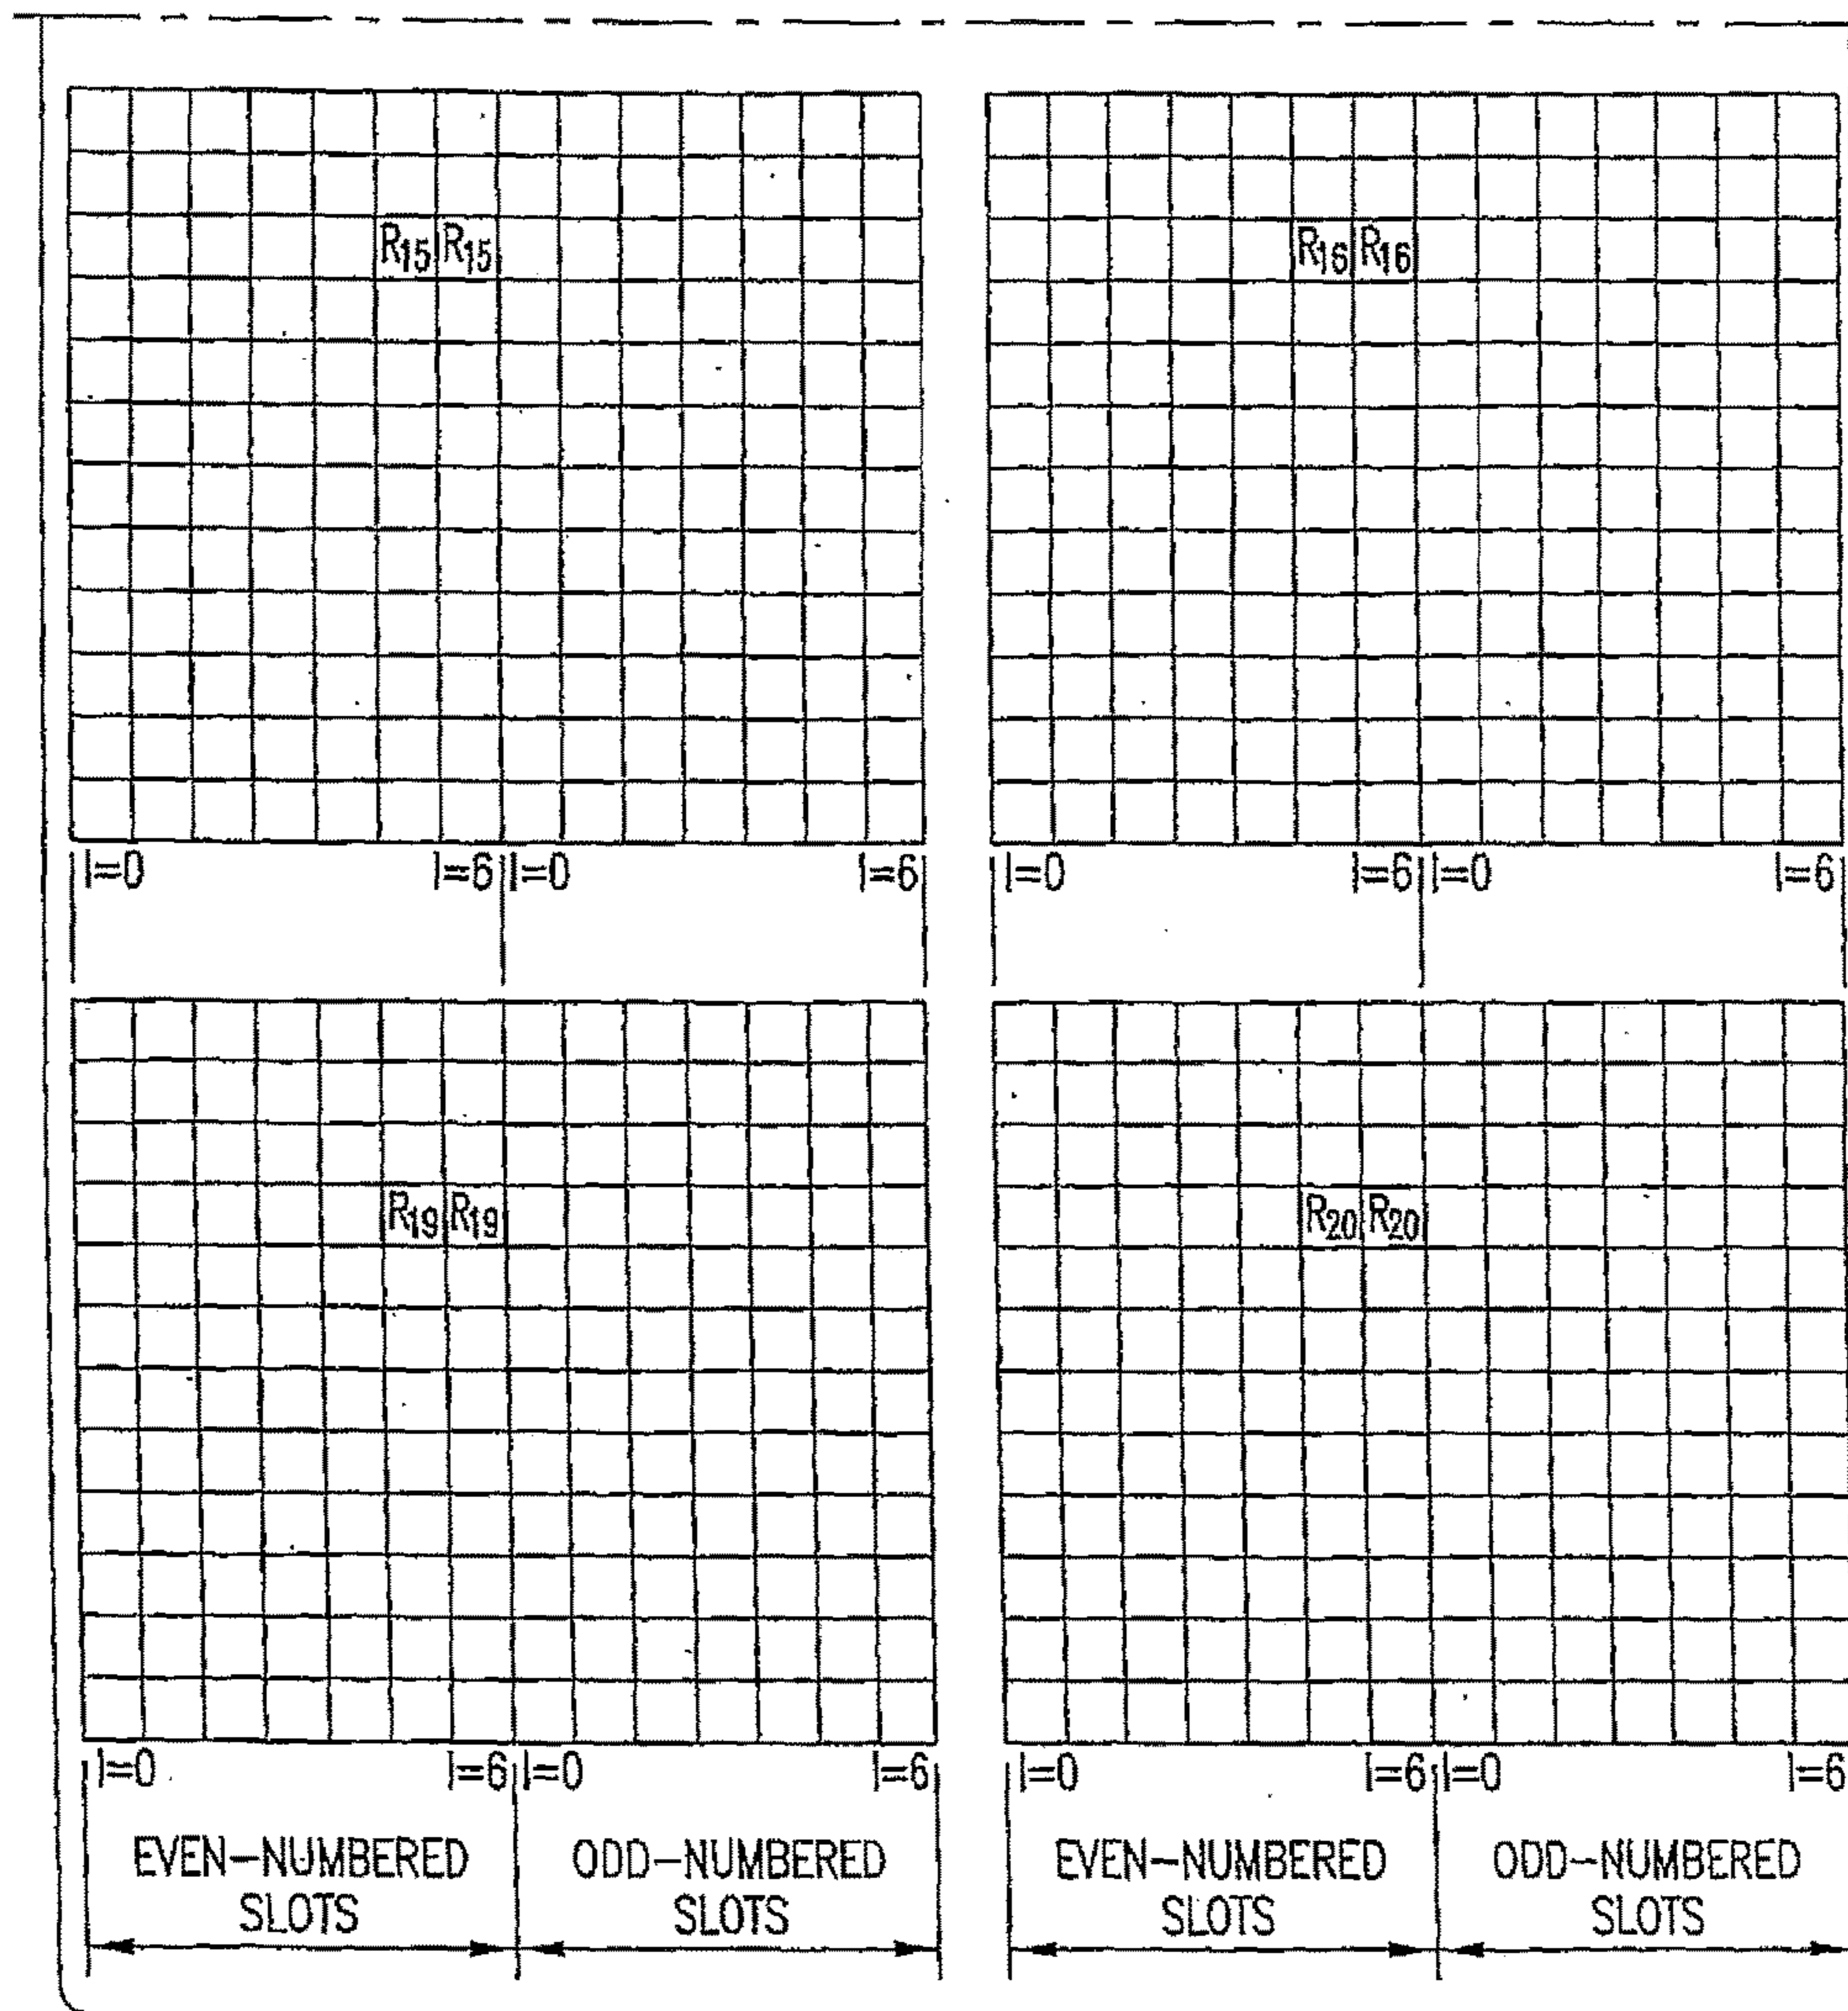 R15 R15 R16 R16
l=0 l=6 l=0 l=6 l=0 l=6 l=0 l=6
R19 R19 R20 R20
l=0 l=6 l=0 l=6 l=0 l=6 l=0 l=6
EVEN-NUMBERED ODD-NUMBERED EVEN-NUMBERED ODD-NUMBERED
SLOTS SLOTS SLOTS SLOTS